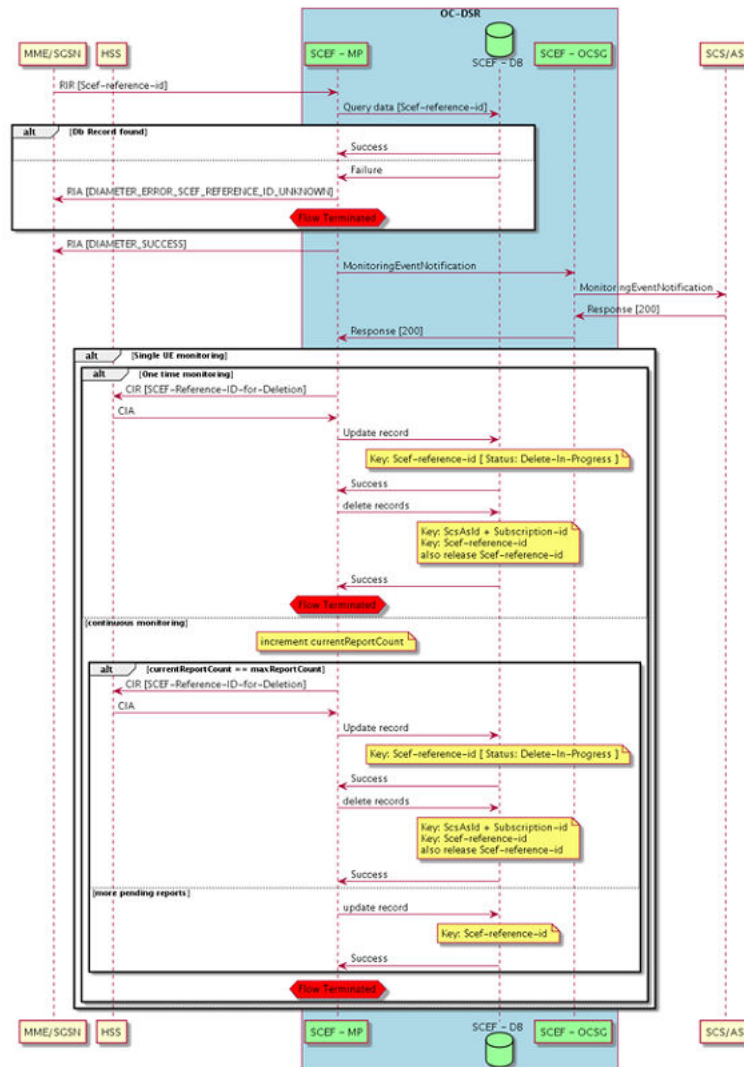 OC-DSR
MME/SGSN
HSS
SCEF - MP
SCEF - DB
SCEF - OCSG
SCS/AS
RIR [Scef-reference-id]
Query data [Scef-reference-id]
alt [Db Record found]
Success
Failure
RIA [DIAMETER_ERROR_SCEF_REFERENCE_ID_UNKNOWN]
Flow Terminated
RIA [DIAMETER_SUCCESS]
MonitoringEventNotification
MonitoringEventNotification
Response [200]
Response [200]
alt [Single UE monitoring]
alt [One time monitoring]
CIR [SCEF-Reference-ID-for-Deletion]
CIA
Update record
Key: Scef-reference-id [ Status: Delete-In-Progress ]
Success
delete records
Key: ScsAsId + Subscription-id
Key: Scef-reference-id
also release Scef-reference-id
Success
Flow Terminated
[continuous monitoring]
increment currentReportCount
alt [currentReportCount == maxReportCount]
CIR [SCEF-Reference-ID-for-Deletion]
CIA
Update record
Key: Scef-reference-id [ Status: Delete-In-Progress ]
Success
delete records
Key: ScsAsId + Subscription-id
Key: Scef-reference-id
also release Scef-reference-id
Success
[more pending reports]
update record
Key: Scef-reference-id
Success
Flow Terminated
MME/SGSN
HSS
SCEF - MP
SCEF - DB
SCEF - OCSG
SCS/AS